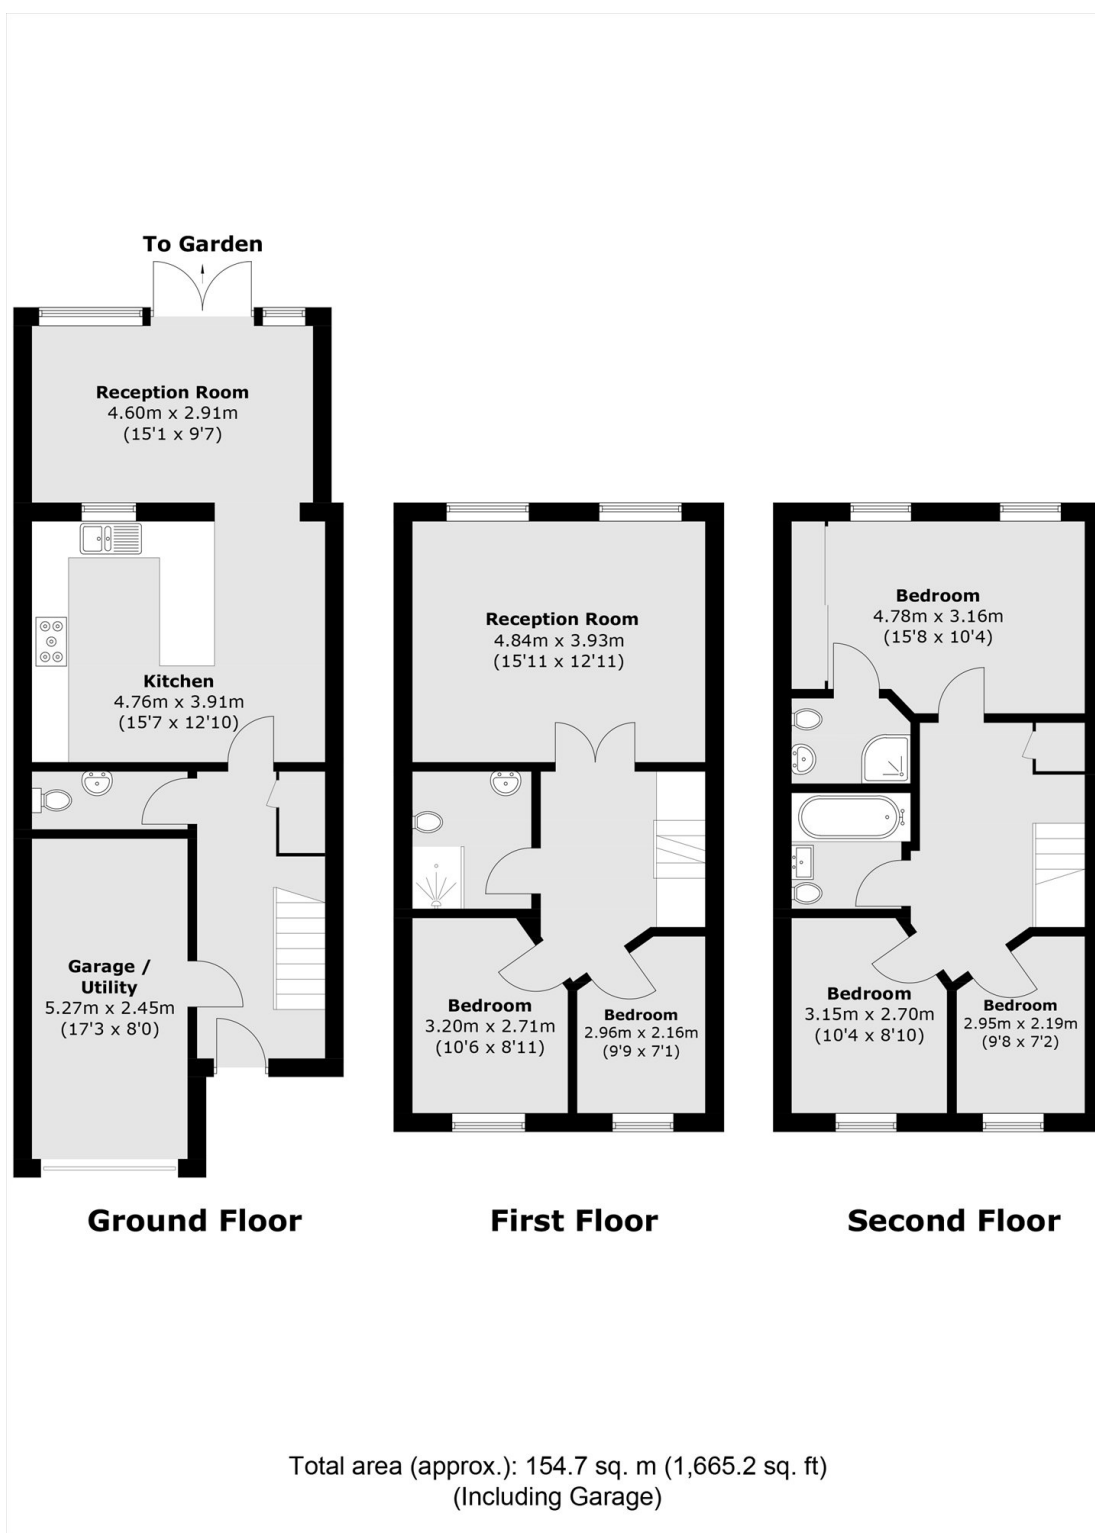 To Garden
Reception Room
4.60m x 2.91m
(15'1 x 9'7)
Kitchen
4.76m x 3.91m
(15'7 x 12'10)
Garage /
Utility
5.27m x 2.45m
(17'3 x 8'0)
Ground Floor
Reception Room
4.84m x 3.93m
(15'11 x 12'11)
Bedroom
3.20m x 2.71m
(10'6 x 8'11)
Bedroom
2.96m x 2.16m
(9'9 x 7'1)
First Floor
Bedroom
4.78m x 3.16m
(15'8 x 10'4)
Bedroom
3.15m x 2.70m
(10'4 x 8'10)
Bedroom
2.95m x 2.19m
(9'8 x 7'2)
Second Floor
Total area (approx.): 154.7 sq. m (1,665.2 sq. ft)
(Including Garage)